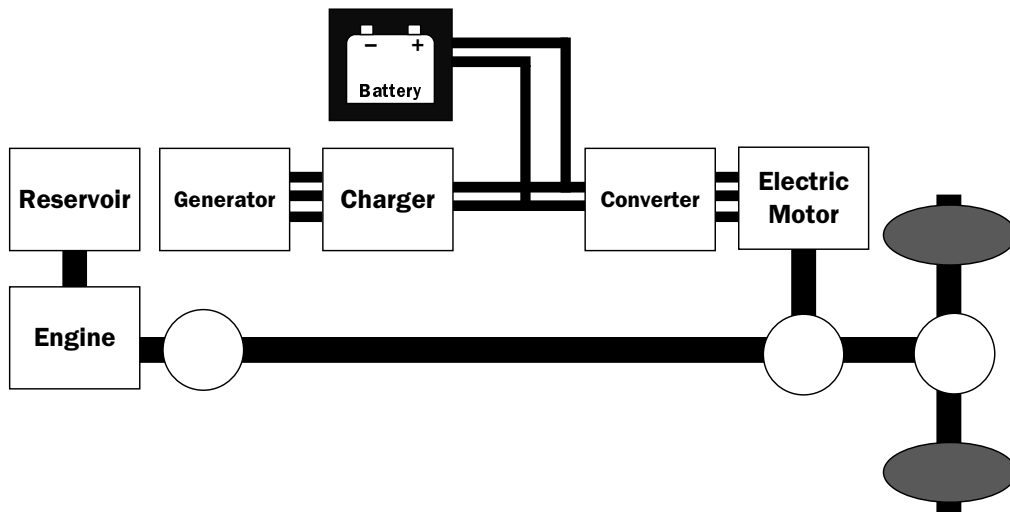 − +
Battery
Reservoir
Generator
Charger
Converter
Electric
Motor
Engine